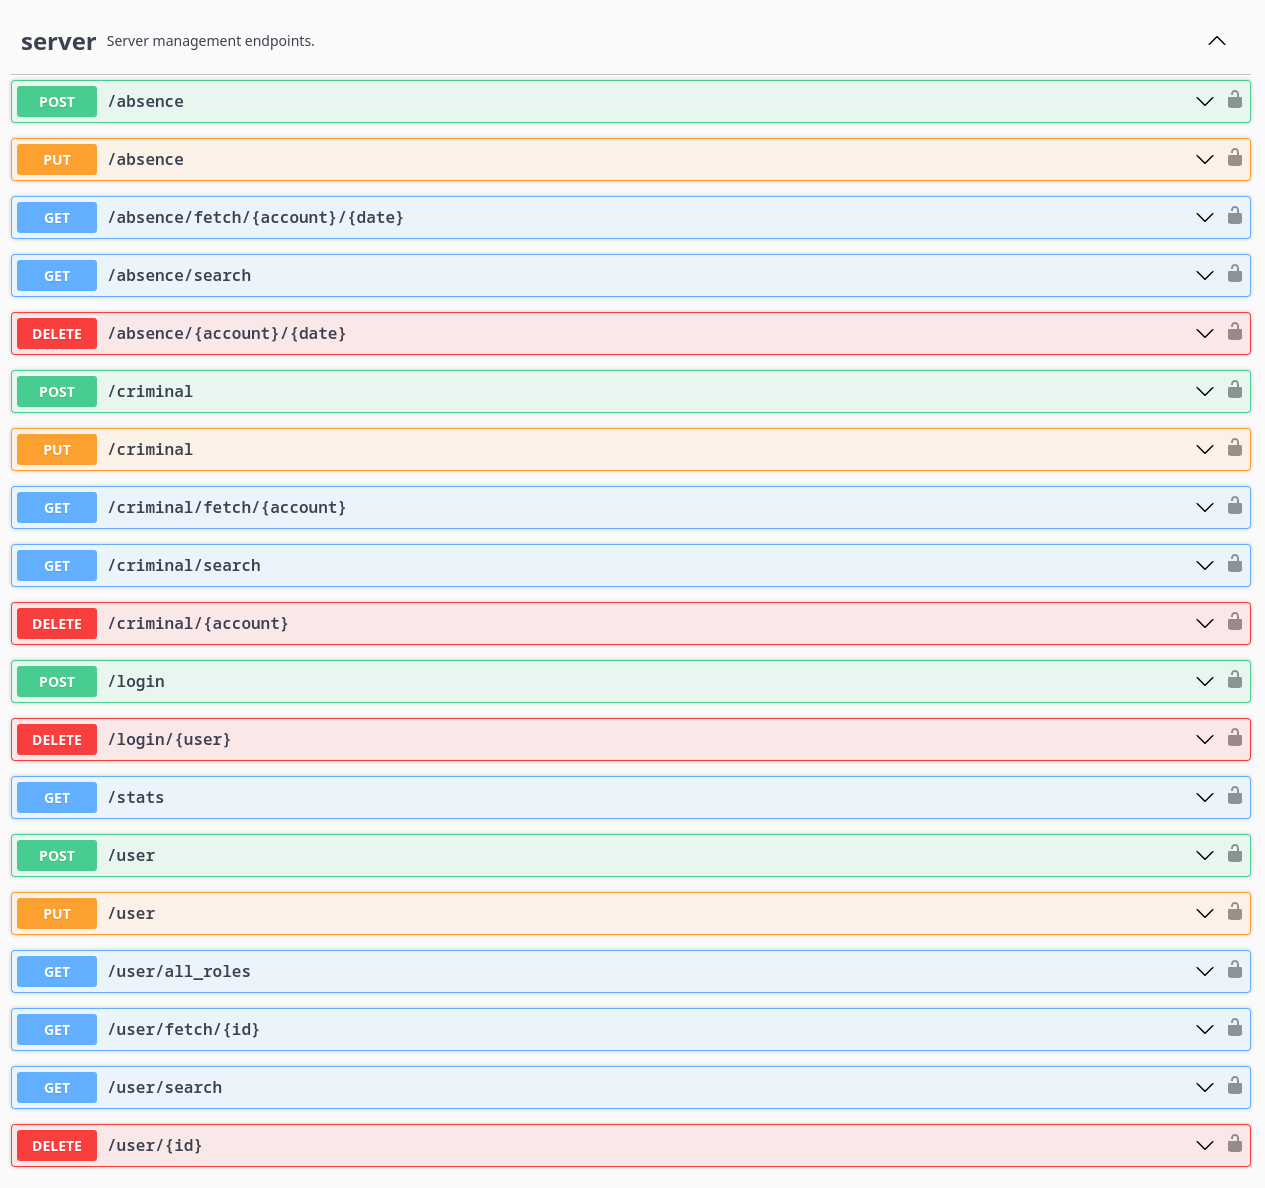 server Server management endpoints.
POST /absence
PUT /absence
GET /absence/fetch/{account}/{date}
GET /absence/search
DELETE /absence/{account}/{date}
POST /criminal
PUT /criminal
GET /criminal/fetch/{account}
GET /criminal/search
DELETE /criminal/{account}
POST /login
DELETE /login/{user}
GET /stats
POST /user
PUT /user
GET /user/all_roles
GET /user/fetch/{id}
GET /user/search
DELETE /user/{id}